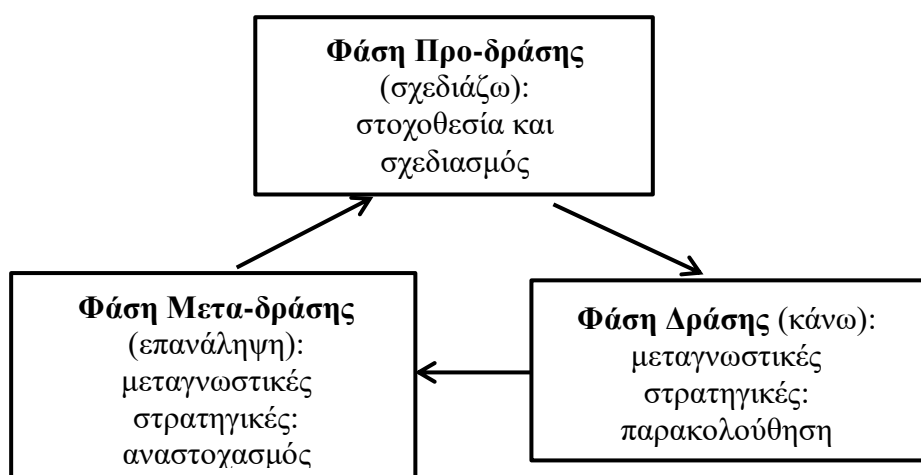 Φάση Προ-δράσης
(σχεδιάζω):
στοχοθεσία και
σχεδιασμός
Φάση Μετα-δράσης
(επανάληψη):
μεταγνωστικές
στρατηγικές:
αναστοχασμός
Φάση Δράσης (κάνω):
μεταγνωστικές
στρατηγικές:
παρακολούθηση